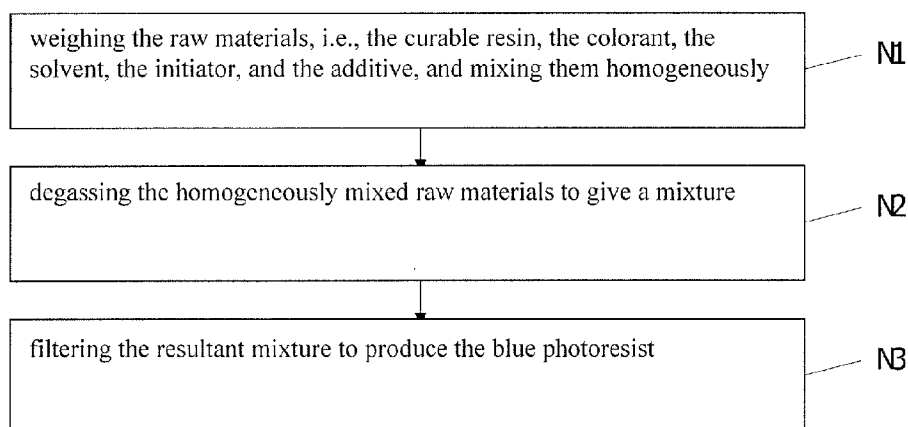 weighing the raw materials, i.e., the curable resin, the colorant, the
solvent, the initiator, and the additive, and mixing them homogeneously
N1
degassing the homogeneously mixed raw materials to give a mixture
N2
filtering the resultant mixture to produce the blue photoresist
N3